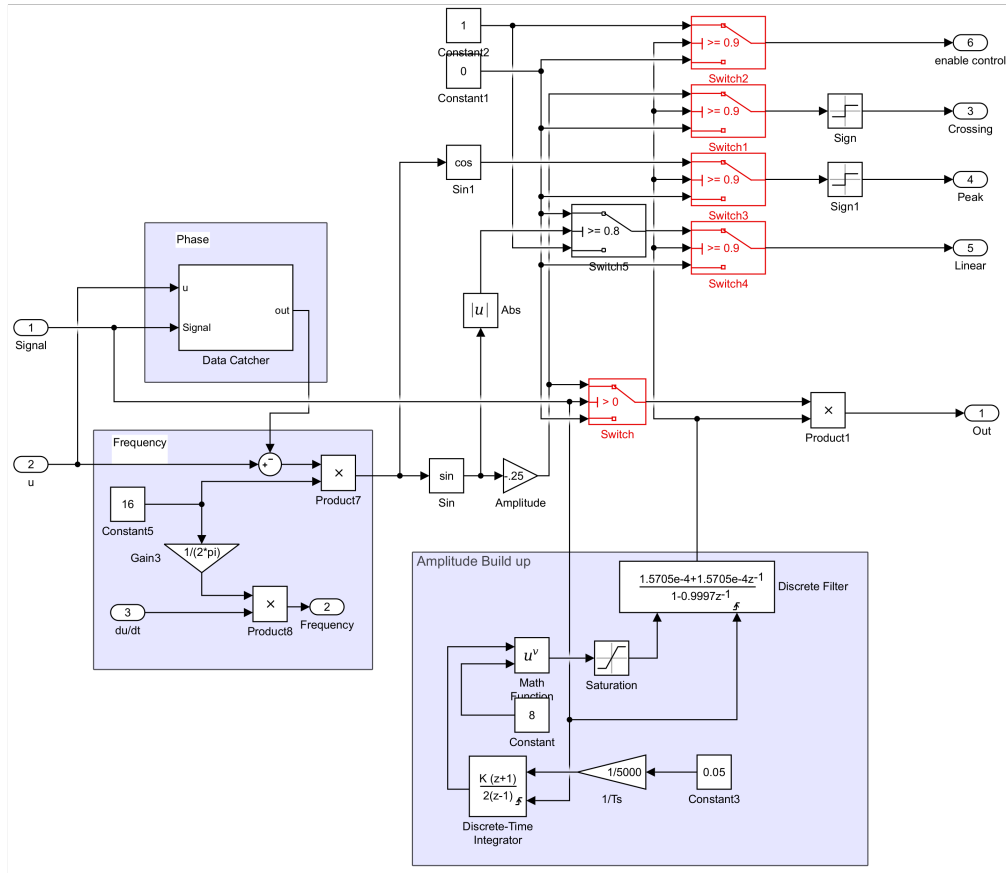 1
Constant2
0
Constant1
>= 0.9
Switch2
6
enable control
>= 0.9
Switch1
Sign
3
Crossing
cos
Sin1
>= 0.9
Switch3
Sign1
4
Peak
>= 0.8
Switch5
>= 0.9
Switch4
5
Linear
Phase
u
Signal
out
Data Catcher
1
Signal
|u|
Abs
> 0
Switch
×
Product1
1
Out
Frequency
2
u
+
−
×
Product7
sin
Sin
-.25
Amplitude
16
Constant5
Gain3
1/(2*pi)
3
du/dt
×
Product8
2
Frequency
Amplitude Build up
1.5705e-4+1.5705e-4z-1
1-0.9997z-1
Discrete Filter
uv
Math
Function
Saturation
8
Constant
K (z+1)
2(z-1)
Discrete-Time
Integrator
1/5000
1/Ts
0.05
Constant3